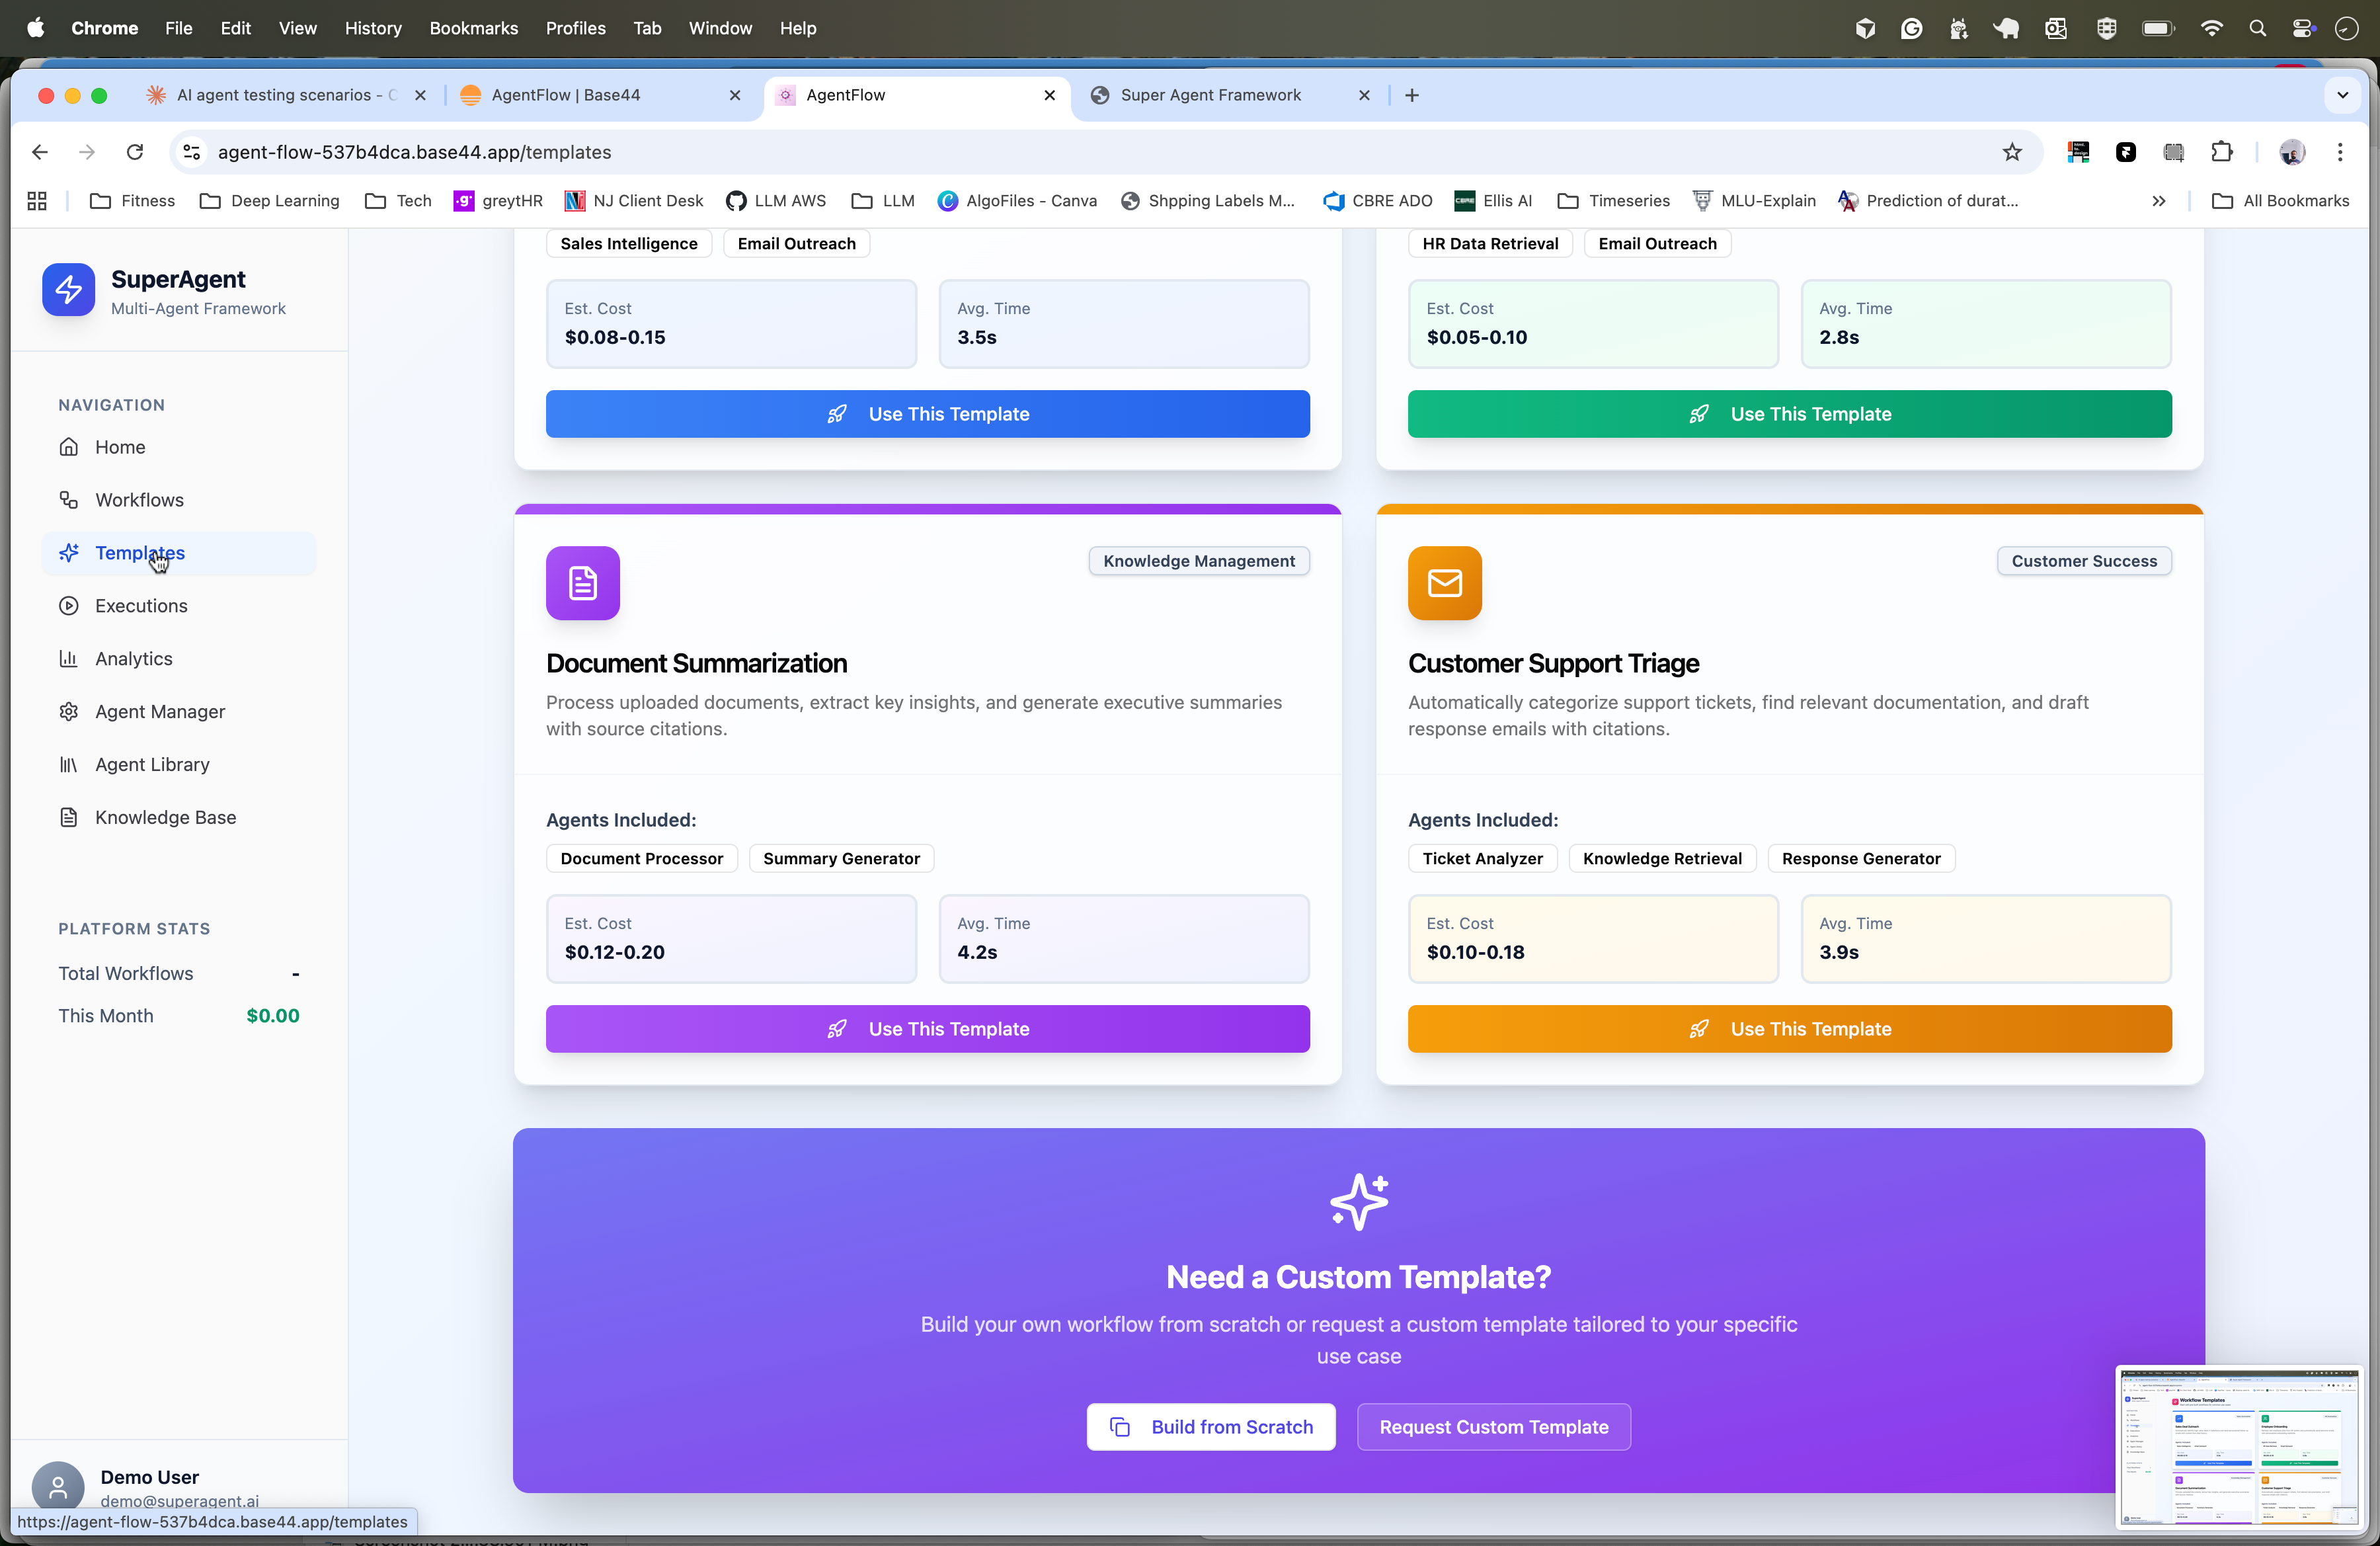 Chrome File Edit View History Bookmarks Profiles Tab Window Help
AI agent testing scenarios - C
AgentFlow | Base44
AgentFlow
Super Agent Framework
agent-flow-537b4dca.base44.app/templates
Fitness
Deep Learning
Tech
greytHR
NJ Client Desk
LLM AWS
LLM
AlgoFiles - Canva
Shpping Labels M...
CBRE ADO
Ellis AI
Timeseries
MLU-Explain
Prediction of durat...
All Bookmarks
SuperAgent
Multi-Agent Framework
NAVIGATION
Home
Workflows
Templates
Executions
Analytics
Agent Manager
Agent Library
Knowledge Base
PLATFORM STATS
Total Workflows -
This Month $0.00
Demo User
demo@superagent.ai
https://agent-flow-537b4dca.base44.app/templates
Sales Intelligence Email Outreach
Est. Cost
$0.08-0.15
Avg. Time
3.5s
Use This Template
HR Data Retrieval Email Outreach
Est. Cost
$0.05-0.10
Avg. Time
2.8s
Use This Template
Knowledge Management
Document Summarization
Process uploaded documents, extract key insights, and generate executive summaries
with source citations.
Agents Included:
Document Processor Summary Generator
Est. Cost
$0.12-0.20
Avg. Time
4.2s
Use This Template
Customer Success
Customer Support Triage
Automatically categorize support tickets, find relevant documentation, and draft
response emails with citations.
Agents Included:
Ticket Analyzer Knowledge Retrieval Response Generator
Est. Cost
$0.10-0.18
Avg. Time
3.9s
Use This Template
Need a Custom Template?
Build your own workflow from scratch or request a custom template tailored to your specific
use case
Build from Scratch
Request Custom Template
Workflow Templates